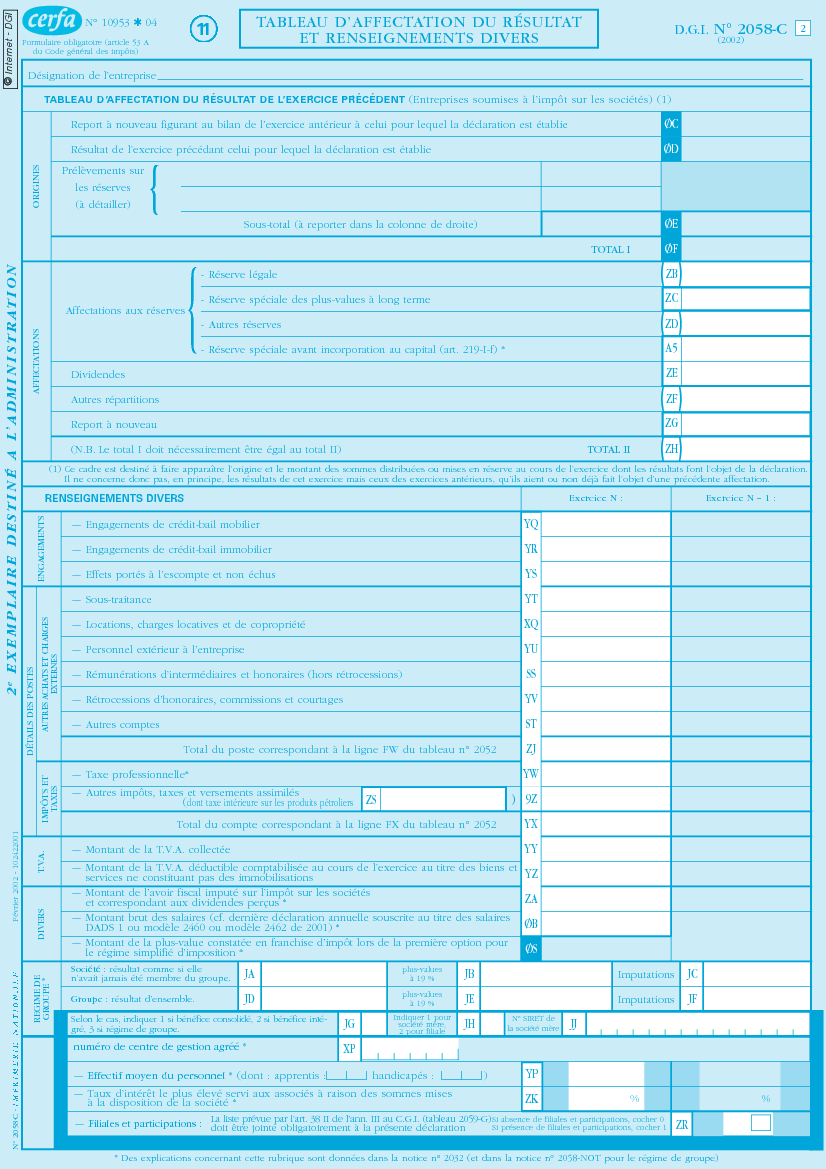 cerfa N° 10953 ✱ 04
Formulaire obligatoire (article 53 A
du Code général des impôts)
11
TABLEAU D'AFFECTATION DU RÉSULTAT
ET RENSEIGNEMENTS DIVERS
D.G.I. N° 2058-C 2
(2002)
© Internet - DGI
Désignation de l'entreprise
TABLEAU D'AFFECTATION DU RÉSULTAT DE L'EXERCICE PRÉCÉDENT (Entreprises soumises à l'impôt sur les sociétés) (1)
ORIGINES
Report à nouveau figurant au bilan de l'exercice antérieur à celui pour lequel la déclaration est établie ØC
Résultat de l'exercice précédant celui pour lequel la déclaration est établie ØD
Prélèvements sur
les réserves
(à détailler)
Sous-total (à reporter dans la colonne de droite) ØE
TOTAL I ØF
AFFECTATIONS
Affectations aux réserves
- Réserve légale ZB
- Réserve spéciale des plus-values à long terme ZC
- Autres réserves ZD
- Réserve spéciale avant incorporation au capital (art. 219-I-f) * A5
Dividendes ZE
Autres répartitions ZF
Report à nouveau ZG
(N.B. Le total I doit nécessairement être égal au total II) TOTAL II ZH
(1) Ce cadre est destiné à faire apparaître l'origine et le montant des sommes distribuées ou mises en réserve au cours de l'exercice dont les résultats font l'objet de la déclaration.
Il ne concerne donc pas, en principe, les résultats de cet exercice mais ceux des exercices antérieurs, qu'ils aient ou non déjà fait l'objet d'une précédente affectation.
RENSEIGNEMENTS DIVERS Exercice N : Exercice N – 1 :
ENGAGEMENTS
— Engagements de crédit-bail mobilier YQ
— Engagements de crédit-bail immobilier YR
— Effets portés à l'escompte et non échus YS
DÉTAILS DES POSTES
AUTRES ACHATS ET CHARGES
EXTERNES
— Sous-traitance YT
— Locations, charges locatives et de copropriété XQ
— Personnel extérieur à l'entreprise YU
— Rémunérations d'intermédiaires et honoraires (hors rétrocessions) SS
— Rétrocessions d'honoraires, commissions et courtages YV
— Autres comptes ST
Total du poste correspondant à la ligne FW du tableau n° 2052 ZJ
IMPÔTS ET
TAXES
— Taxe professionnelle* YW
— Autres impôts, taxes et versements assimilés
(dont taxe intérieure sur les produits pétroliers ZS ) 9Z
Total du compte correspondant à la ligne FX du tableau n° 2052 YX
T.V.A.
— Montant de la T.V.A. collectée YY
— Montant de la T.V.A. déductible comptabilisée au cours de l'exercice au titre des biens et
services ne constituant pas des immobilisations YZ
DIVERS
— Montant de l'avoir fiscal imputé sur l'impôt sur les sociétés
et correspondant aux dividendes perçus * ZA
— Montant brut des salaires (cf. dernière déclaration annuelle souscrite au titre des salaires
DADS 1 ou modèle 2460 ou modèle 2462 de 2001) * ØB
— Montant de la plus-value constatée en franchise d'impôt lors de la première option pour
le régime simplifié d'imposition * ØS
RÉGIME DE
GROUPE *
Société : résultat comme si elle
n'avait jamais été membre du groupe. JA plus-values
à 19 % JB Imputations JC
Groupe : résultat d'ensemble. JD plus-values
à 19 % JE Imputations JF
Selon le cas, indiquer 1 si bénéfice consolidé, 2 si bénéfice inté-
gré, 3 si régime de groupe. JG Indiquer 1 pour
société mère,
2 pour filiale JH N° SIRET de
la société mère JJ
numéro de centre de gestion agréé * XP
— Effectif moyen du personnel * (dont : apprentis : handicapés : ) YP
— Taux d'intérêt le plus élevé servi aux associés à raison des sommes mises
à la disposition de la société * ZK % %
— Filiales et participations : La liste prévue par l'art. 38 II de l'ann. III au C.G.I. (tableau 2059-G)
doit être jointe obligatoirement à la présente déclaration
Si absence de filiales et participations, cocher 0
Si présence de filiales et participations, cocher 1 ZR
* Des explications concernant cette rubrique sont données dans la notice n° 2032 (et dans la notice n° 2058-NOT pour le régime de groupe)
2e EXEMPLAIRE DESTINÉ A L'ADMINISTRATION
N° 2058 C - IMPRIMERIE NATIONALE